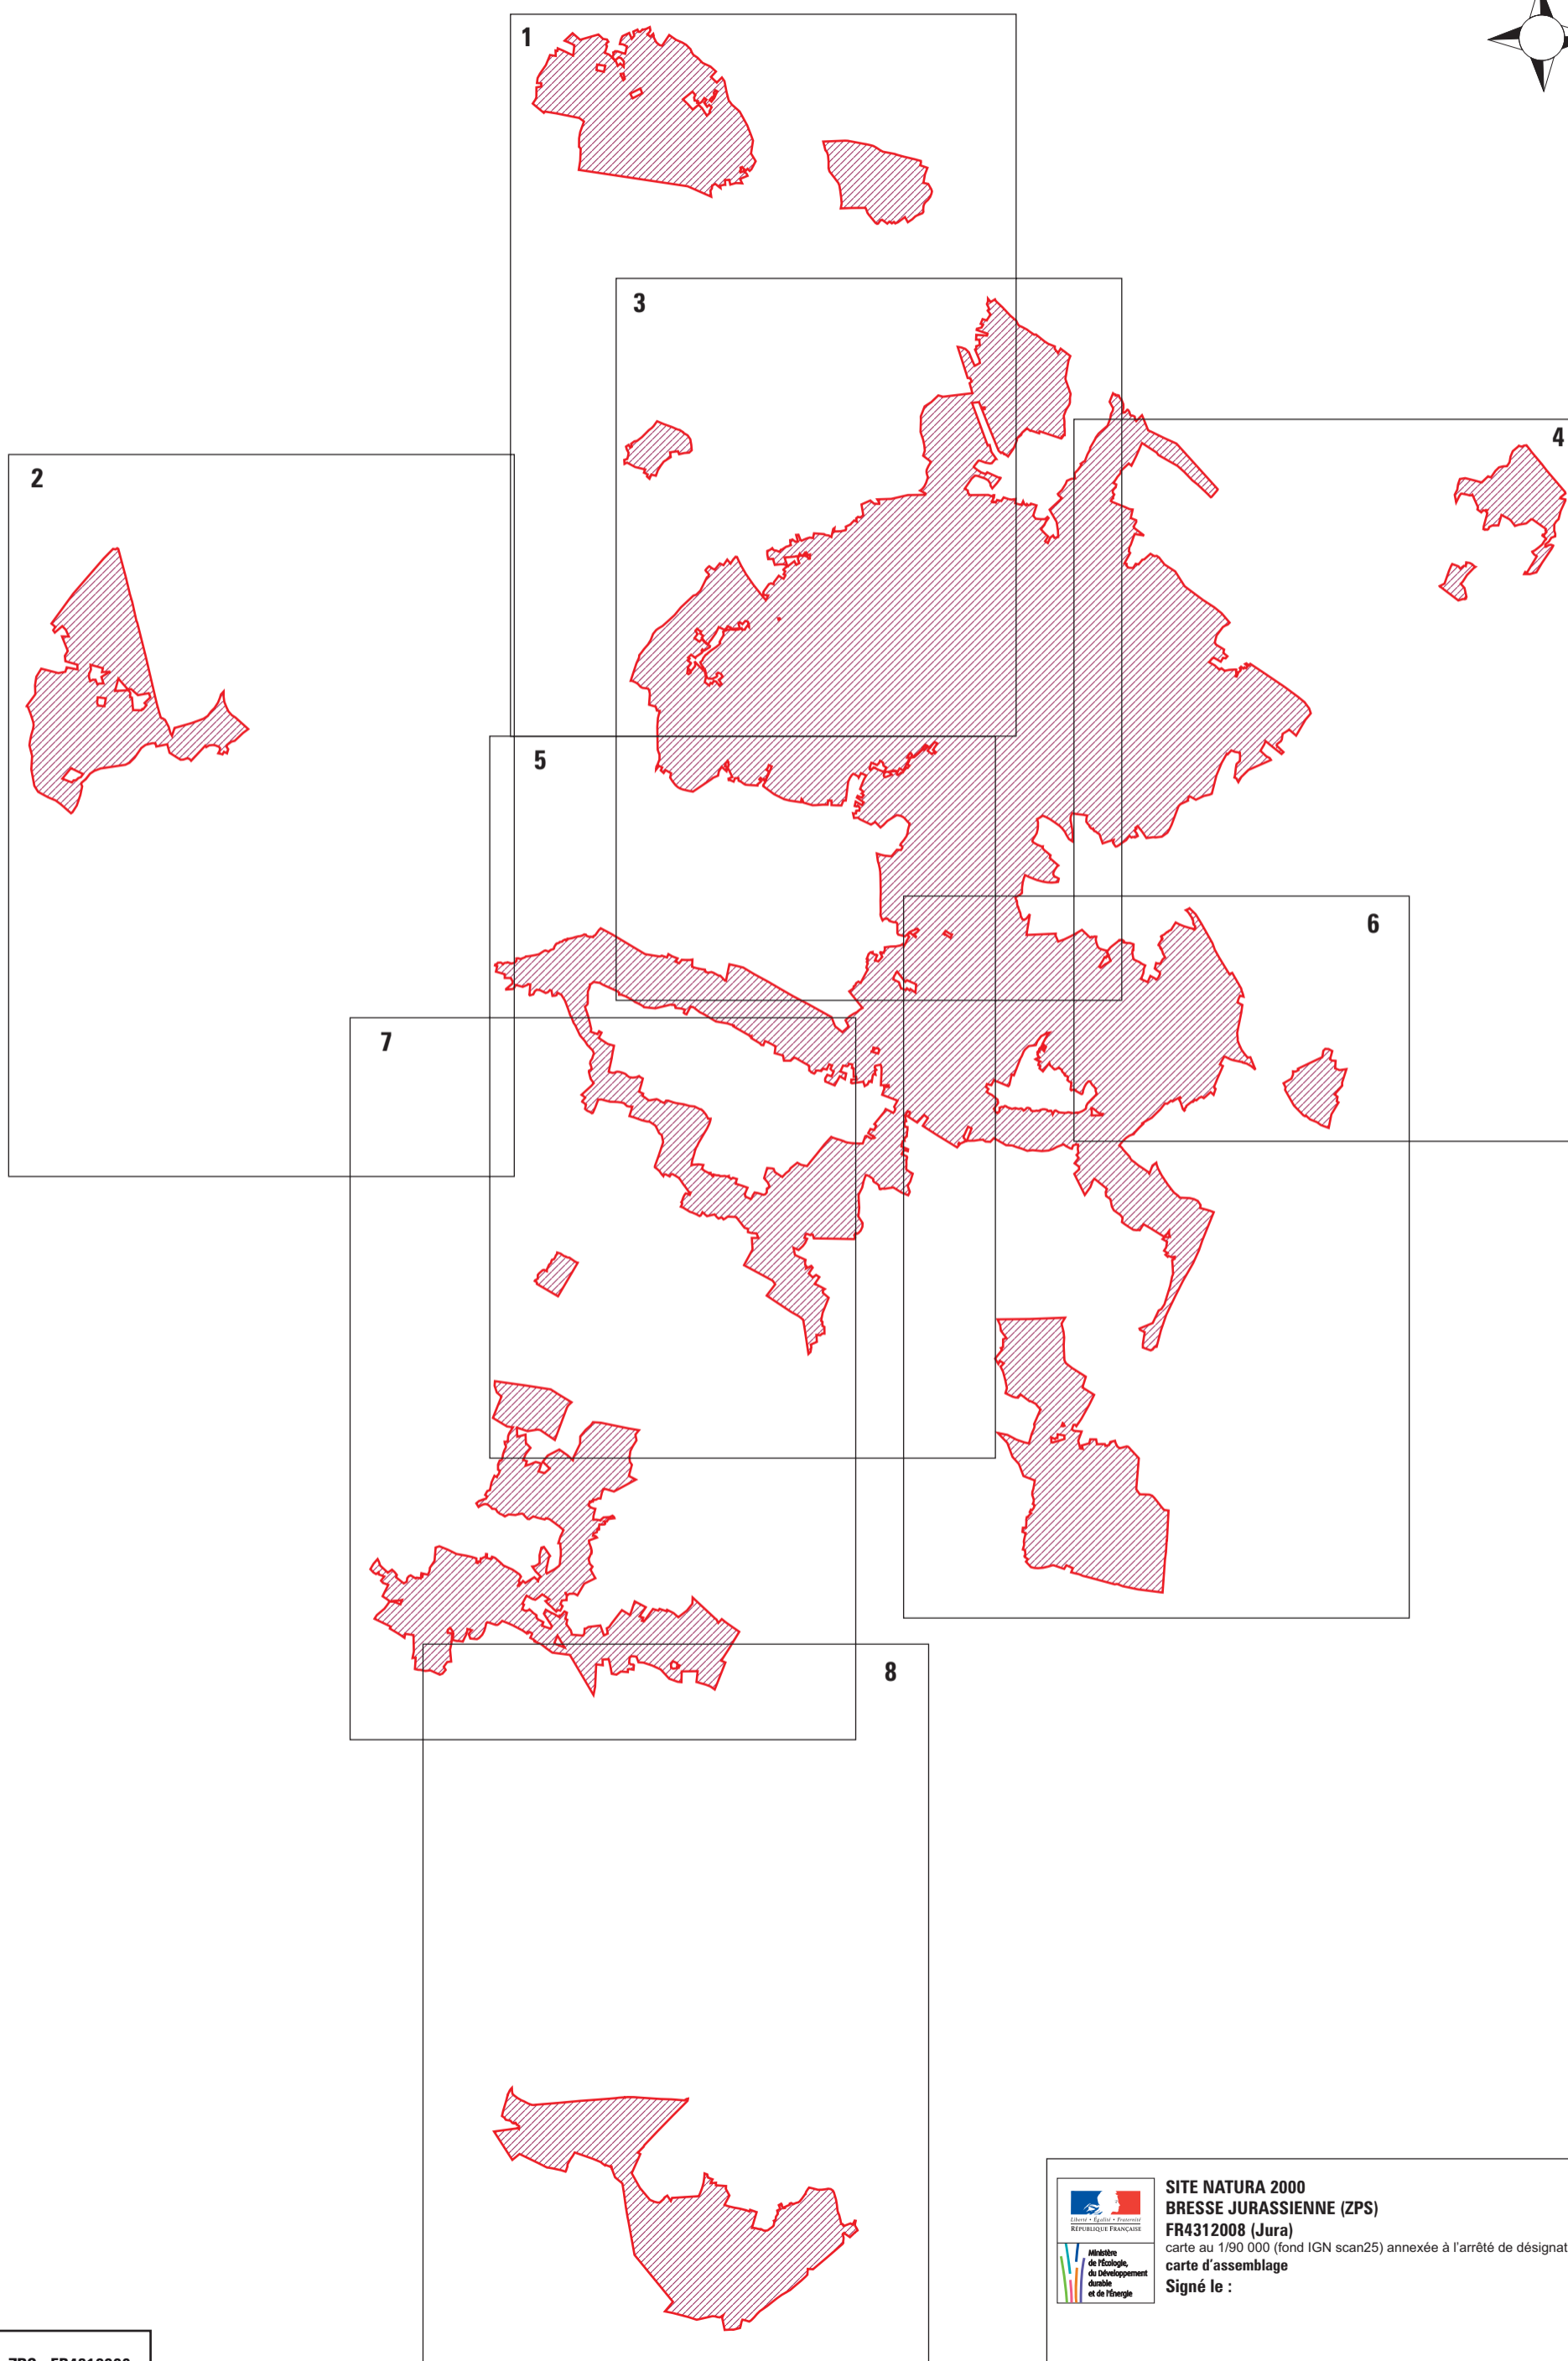 1
3
4
2
5
6
7
8
Liberté • Égalité • Fraternité
RÉPUBLIQUE FRANÇAISE
Ministère
de l'Écologie,
du Développement
durable
et de l'Énergie
SITE NATURA 2000
BRESSE JURASSIENNE (ZPS)
FR4312008 (Jura)
carte au 1/90 000 (fond IGN scan25) annexée à l'arrêté de désignat
carte d'assemblage
Signé le :